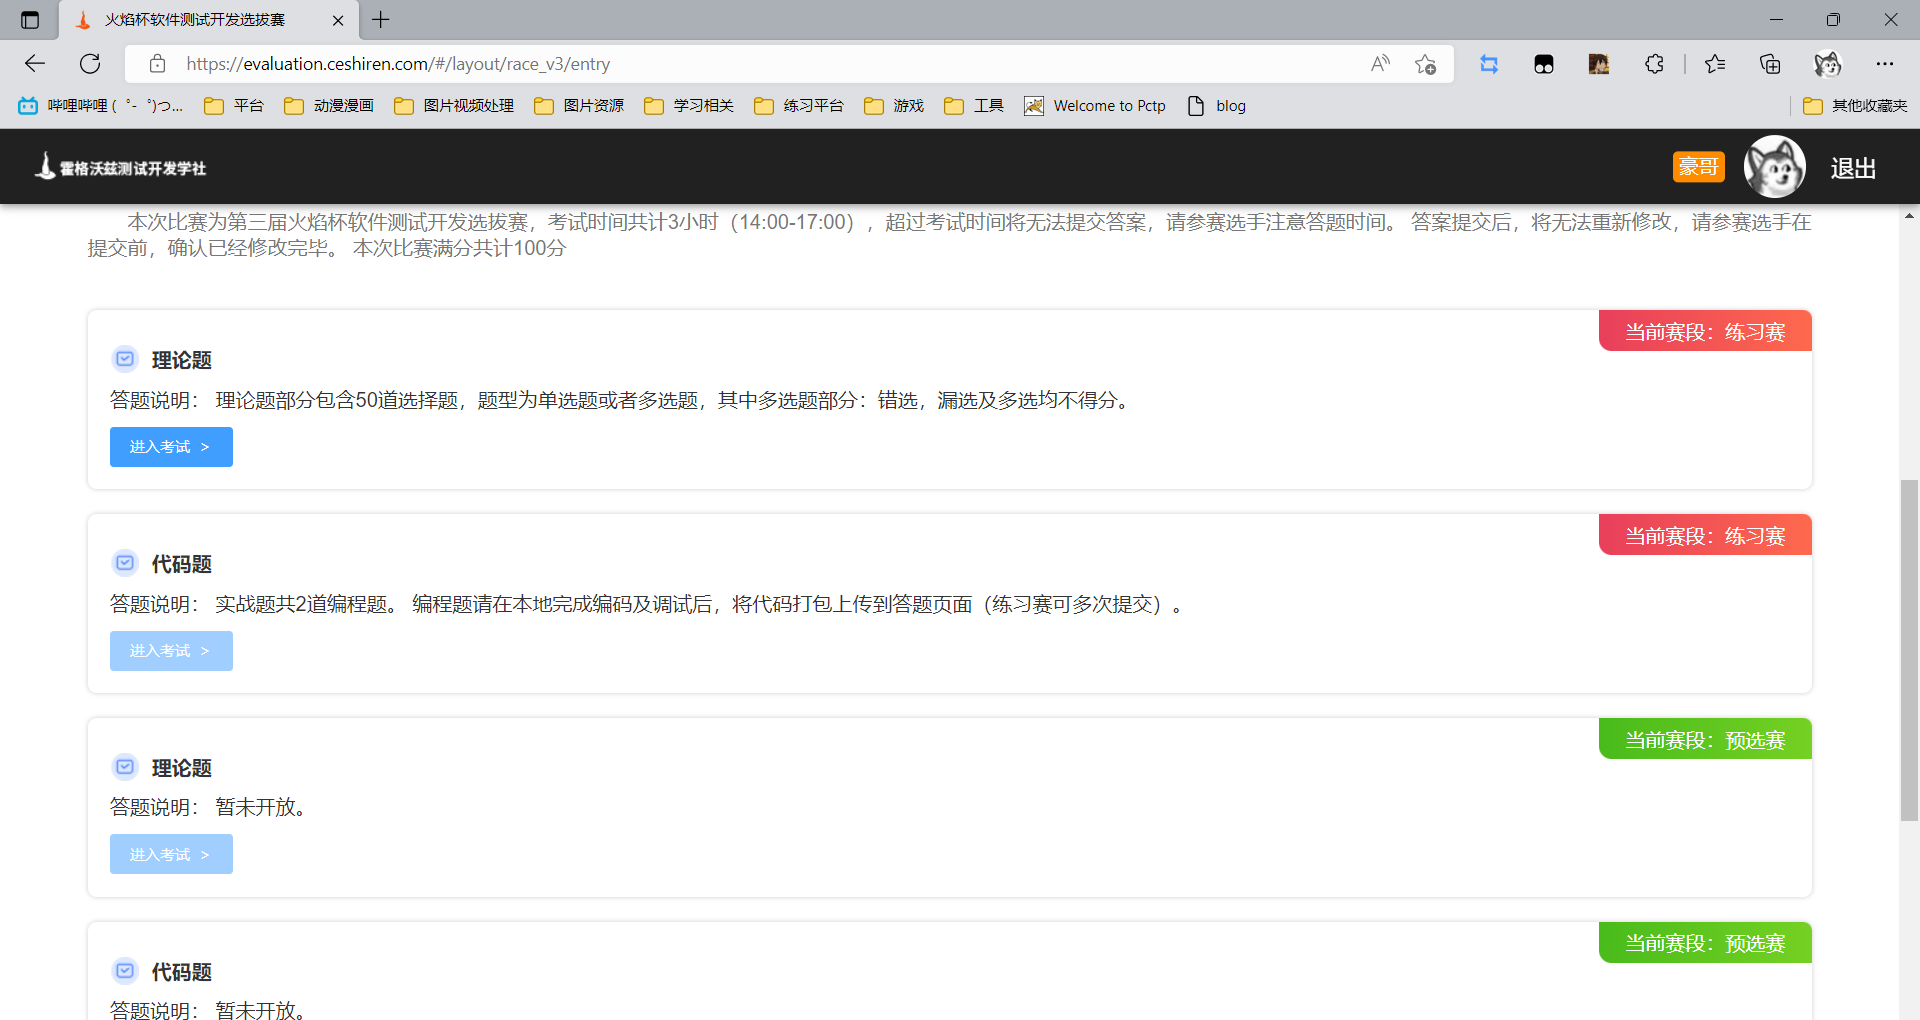 火焰杯软件测试开发选拔赛
https://evaluation.ceshiren.com/#/layout/race_v3/entry
哔哩哔哩 ( ゜- ゜)つ...
平台
动漫漫画
图片视频处理
图片资源
学习相关
练习平台
游戏
工具
Welcome to Pctp
blog
其他收藏夹
霍格沃兹测试开发学社
豪哥
退出
本次比赛为第三届火焰杯软件测试开发选拔赛，考试时间共计3小时（14:00-17:00），超过考试时间将无法提交答案，请参赛选手注意答题时间。 答案提交后，将无法重新修改，请参赛选手在
提交前，确认已经修改完毕。 本次比赛满分共计100分
当前赛段：练习赛
理论题
答题说明： 理论题部分包含50道选择题，题型为单选题或者多选题，其中多选题部分：错选，漏选及多选均不得分。
进入考试 >
当前赛段：练习赛
代码题
答题说明： 实战题共2道编程题。 编程题请在本地完成编码及调试后，将代码打包上传到答题页面（练习赛可多次提交）。
进入考试 >
当前赛段：预选赛
理论题
答题说明： 暂未开放。
进入考试 >
当前赛段：预选赛
代码题
答题说明： 暂未开放。